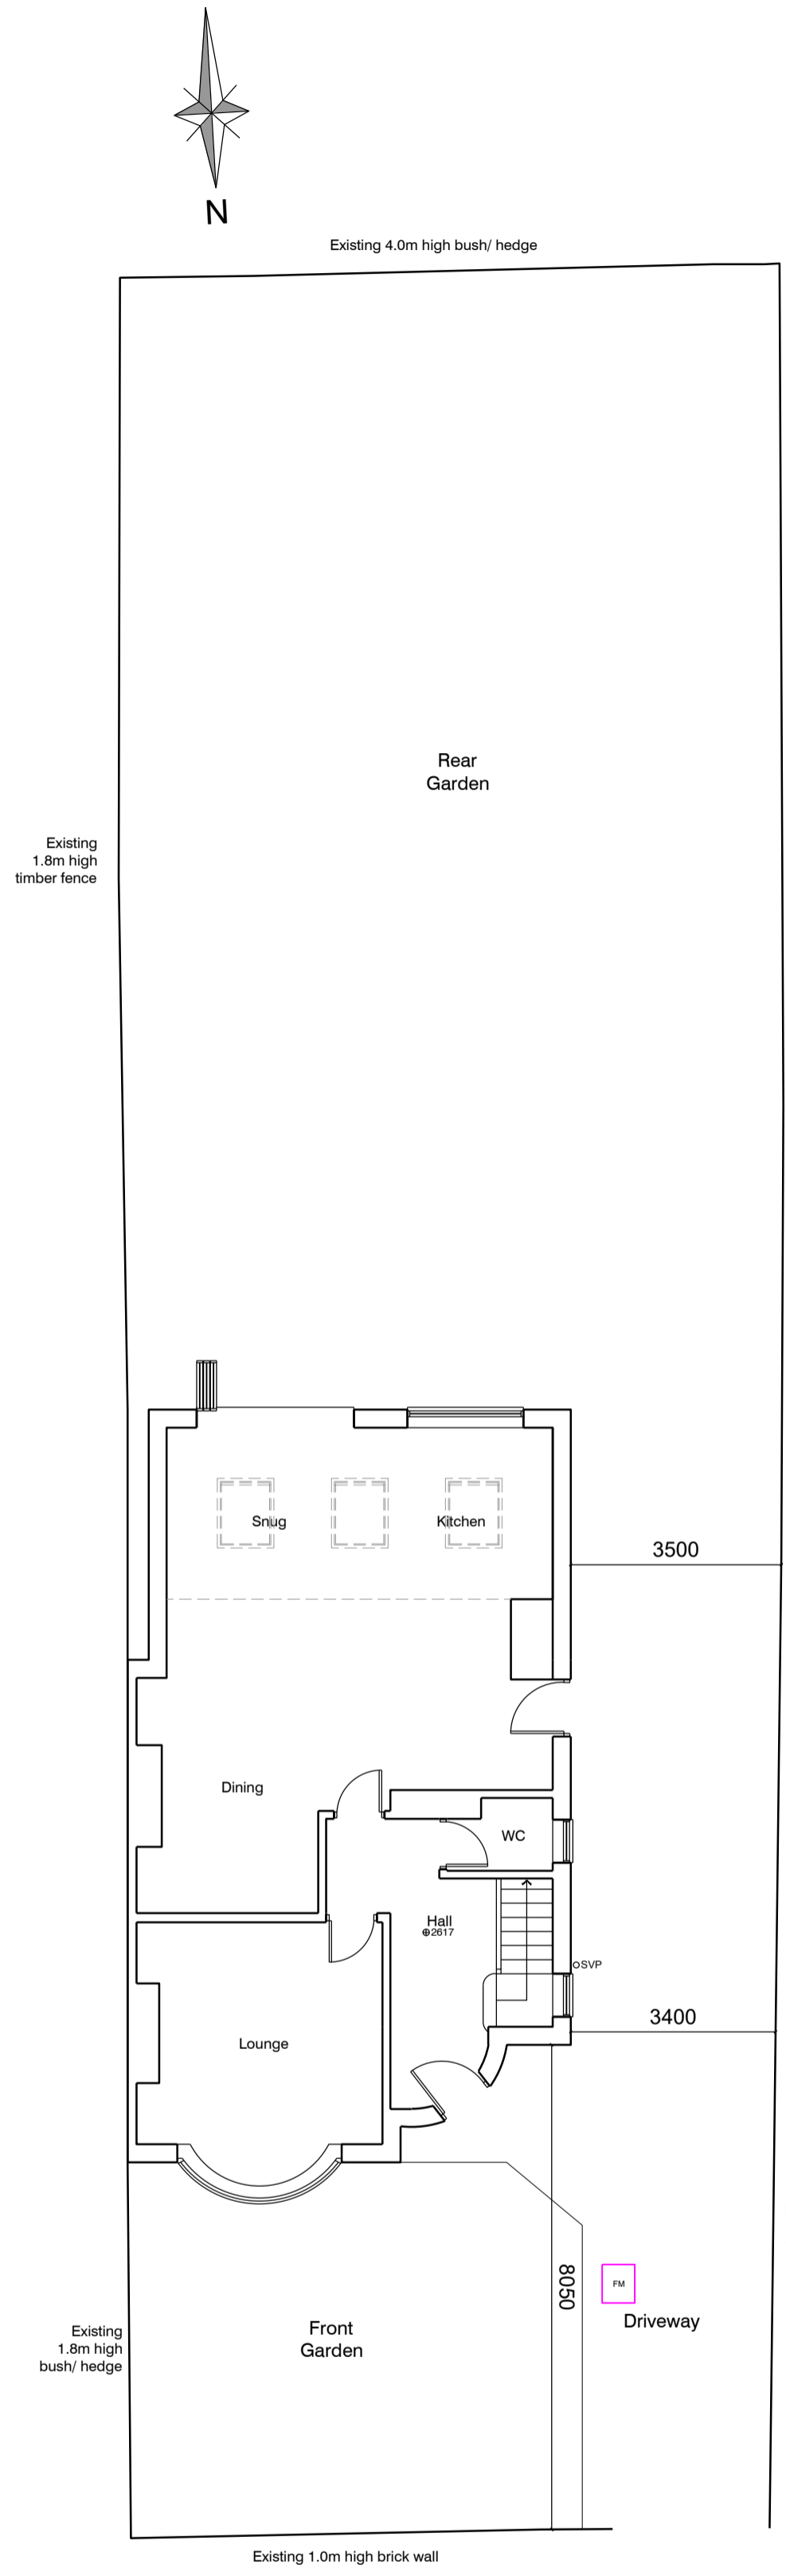 N
Existing 4.0m high bush/ hedge
Rear
Garden
Existing
1.8m high
timber fence
Snug
Kitchen
3500
Dining
WC
Hall
2617
SVP
3400
Lounge
8050
FM
Driveway
Front
Garden
Existing
1.8m high
bush/ hedge
Existing 1.0m high brick wall